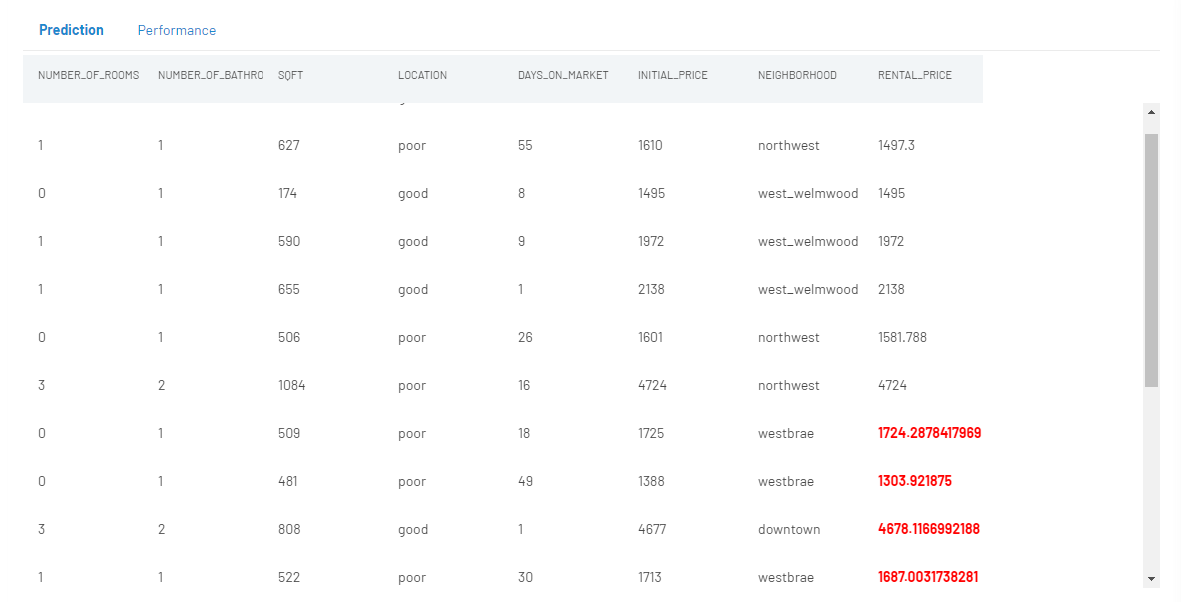 Prediction Performance
NUMBER_OF_ROOMS NUMBER_OF_BATHRO SQFT LOCATION DAYS_ON_MARKET INITIAL_PRICE NEIGHBORHOOD RENTAL_PRICE
1 1 627 poor 55 1610 northwest 1497.3
0 1 174 good 8 1495 west_welmwood 1495
1 1 590 good 9 1972 west_welmwood 1972
1 1 655 good 1 2138 west_welmwood 2138
0 1 506 poor 26 1601 northwest 1581.788
3 2 1084 poor 16 4724 northwest 4724
0 1 509 poor 18 1725 westbrae 1724.2878417969
0 1 481 poor 49 1388 westbrae 1303.921875
3 2 808 good 1 4677 downtown 4678.1166992188
1 1 522 poor 30 1713 westbrae 1687.0031738281